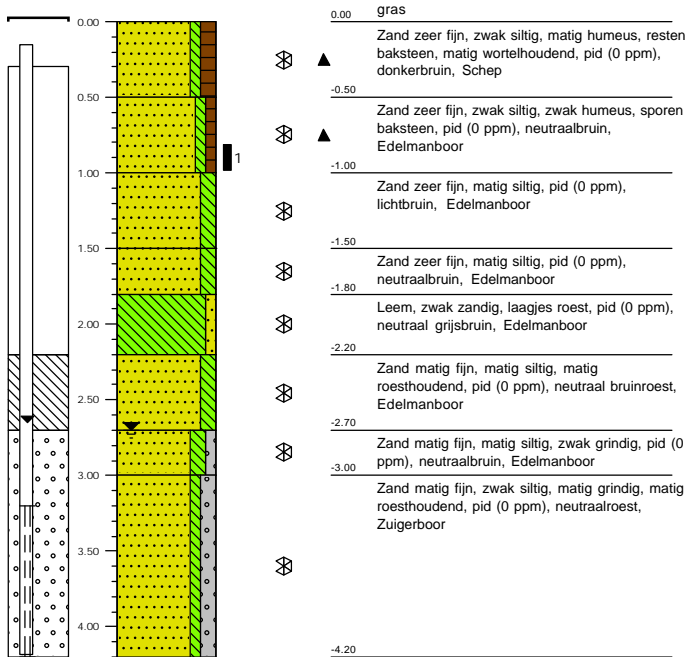 0.00
0.50
1.00
1.50
2.00
2.50
3.00
3.50
4.00
1
gras
0.00
Zand zeer fijn, zwak siltig, matig humeus, resten
baksteen, matig wortelhoudend, pid (0 ppm),
donkerbruin, Schep
-0.50
Zand zeer fijn, zwak siltig, zwak humeus, sporen
baksteen, pid (0 ppm), neutraalbruin,
Edelmanboor
-1.00
Zand zeer fijn, matig siltig, pid (0 ppm),
lichtbruin, Edelmanboor
-1.50
Zand zeer fijn, matig siltig, pid (0 ppm),
neutraalbruin, Edelmanboor
-1.80
Leem, zwak zandig, laagjes roest, pid (0 ppm),
neutraal grijsbruin, Edelmanboor
-2.20
Zand matig fijn, matig siltig, matig
roesthoudend, pid (0 ppm), neutraal bruinroest,
Edelmanboor
-2.70
Zand matig fijn, matig siltig, zwak grindig, pid (0
ppm), neutraalbruin, Edelmanboor
-3.00
Zand matig fijn, zwak siltig, matig grindig, matig
roesthoudend, pid (0 ppm), neutraalroest,
Zuigerboor
-4.20